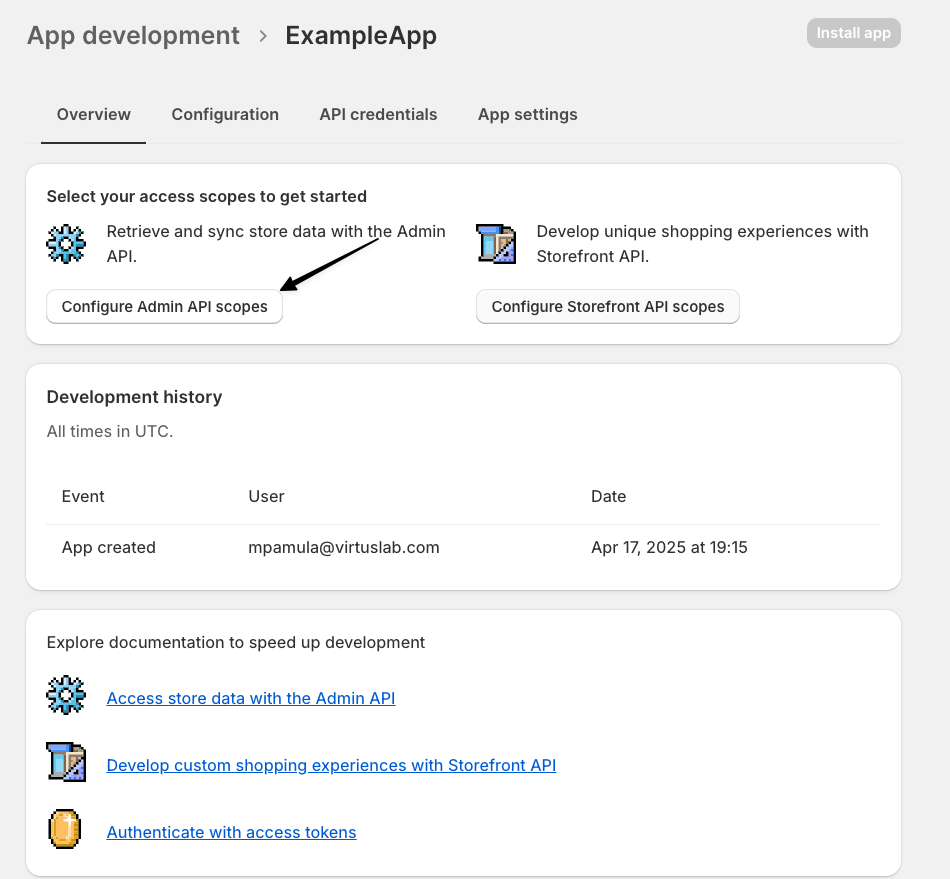 App development > ExampleApp
Install app
Overview Configuration API credentials App settings
Select your access scopes to get started
Retrieve and sync store data with the Admin
API.
Configure Admin API scopes
Develop unique shopping experiences with
Storefront API.
Configure Storefront API scopes
Development history
All times in UTC.
Event User Date
App created mpamula@virtuslab.com Apr 17, 2025 at 19:15
Explore documentation to speed up development
Access store data with the Admin API
Develop custom shopping experiences with Storefront API
Authenticate with access tokens